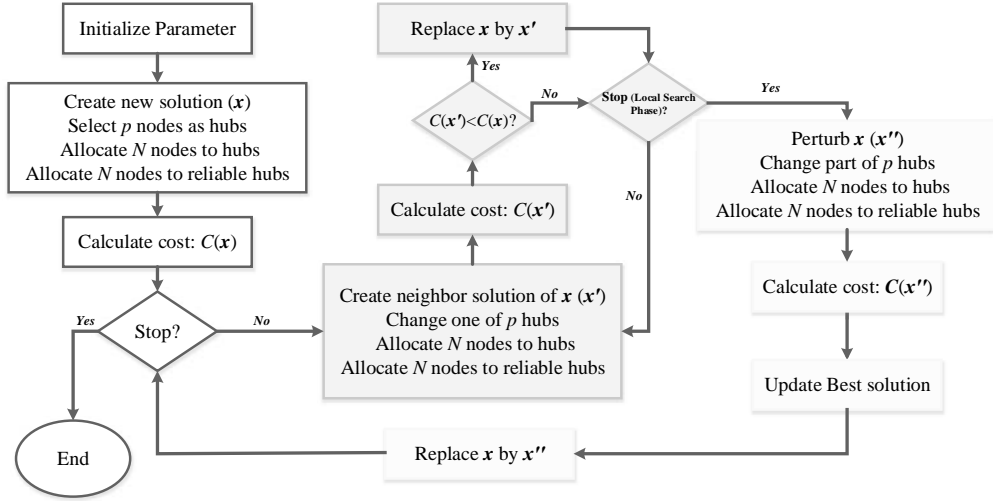 Initialize Parameter
Create new solution (x)
Select p nodes as hubs
Allocate N nodes to hubs
Allocate N nodes to reliable hubs
Calculate cost: C(x)
Stop?
Yes
No
End
Create neighbor solution of x (x')
Change one of p hubs
Allocate N nodes to hubs
Allocate N nodes to reliable hubs
Calculate cost: C(x')
C(x')<C(x)?
Yes
No
Replace x by x'
Stop (Local Search
Phase)?
No
Yes
Perturb x (x'')
Change part of p hubs
Allocate N nodes to hubs
Allocate N nodes to reliable hubs
Calculate cost: C(x'')
Update Best solution
Replace x by x''